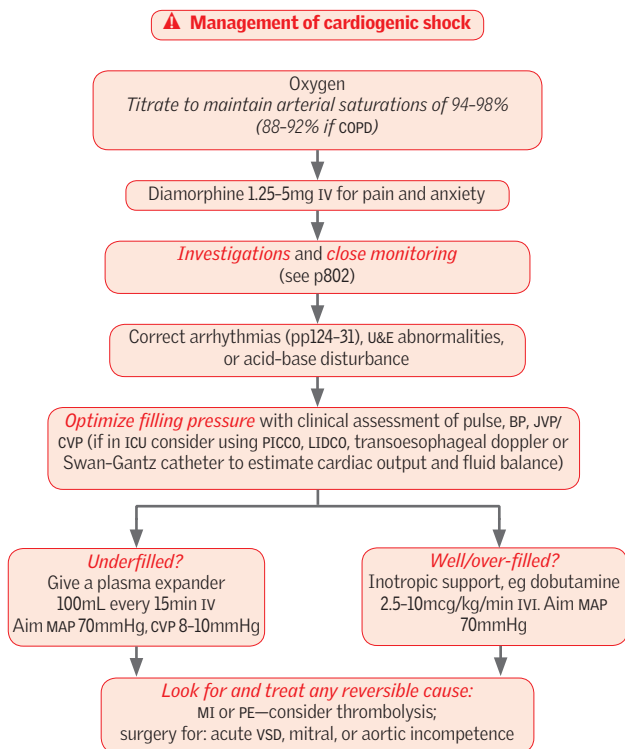 Management of cardiogenic shock
Oxygen
Titrate to maintain arterial saturations of 94–98%
(88–92% if COPD)
Diamorphine 1.25–5mg IV for pain and anxiety
Investigations and close monitoring
(see p802)
Correct arrhythmias (pp124–31), U&E abnormalities,
or acid-base disturbance
Optimize filling pressure with clinical assessment of pulse, BP, JVP/
CVP (if in ICU consider using PICCO, LIDCO, transoesophageal doppler or
Swan-Gantz catheter to estimate cardiac output and fluid balance)
Underfilled?
Give a plasma expander
100mL every 15min IV
Aim MAP 70mmHg, CVP 8–10mmHg
Well/over-filled?
Inotropic support, eg dobutamine
2.5–10mcg/kg/min IVI. Aim MAP
70mmHg
Look for and treat any reversible cause:
MI or PE—consider thrombolysis;
surgery for: acute VSD, mitral, or aortic incompetence